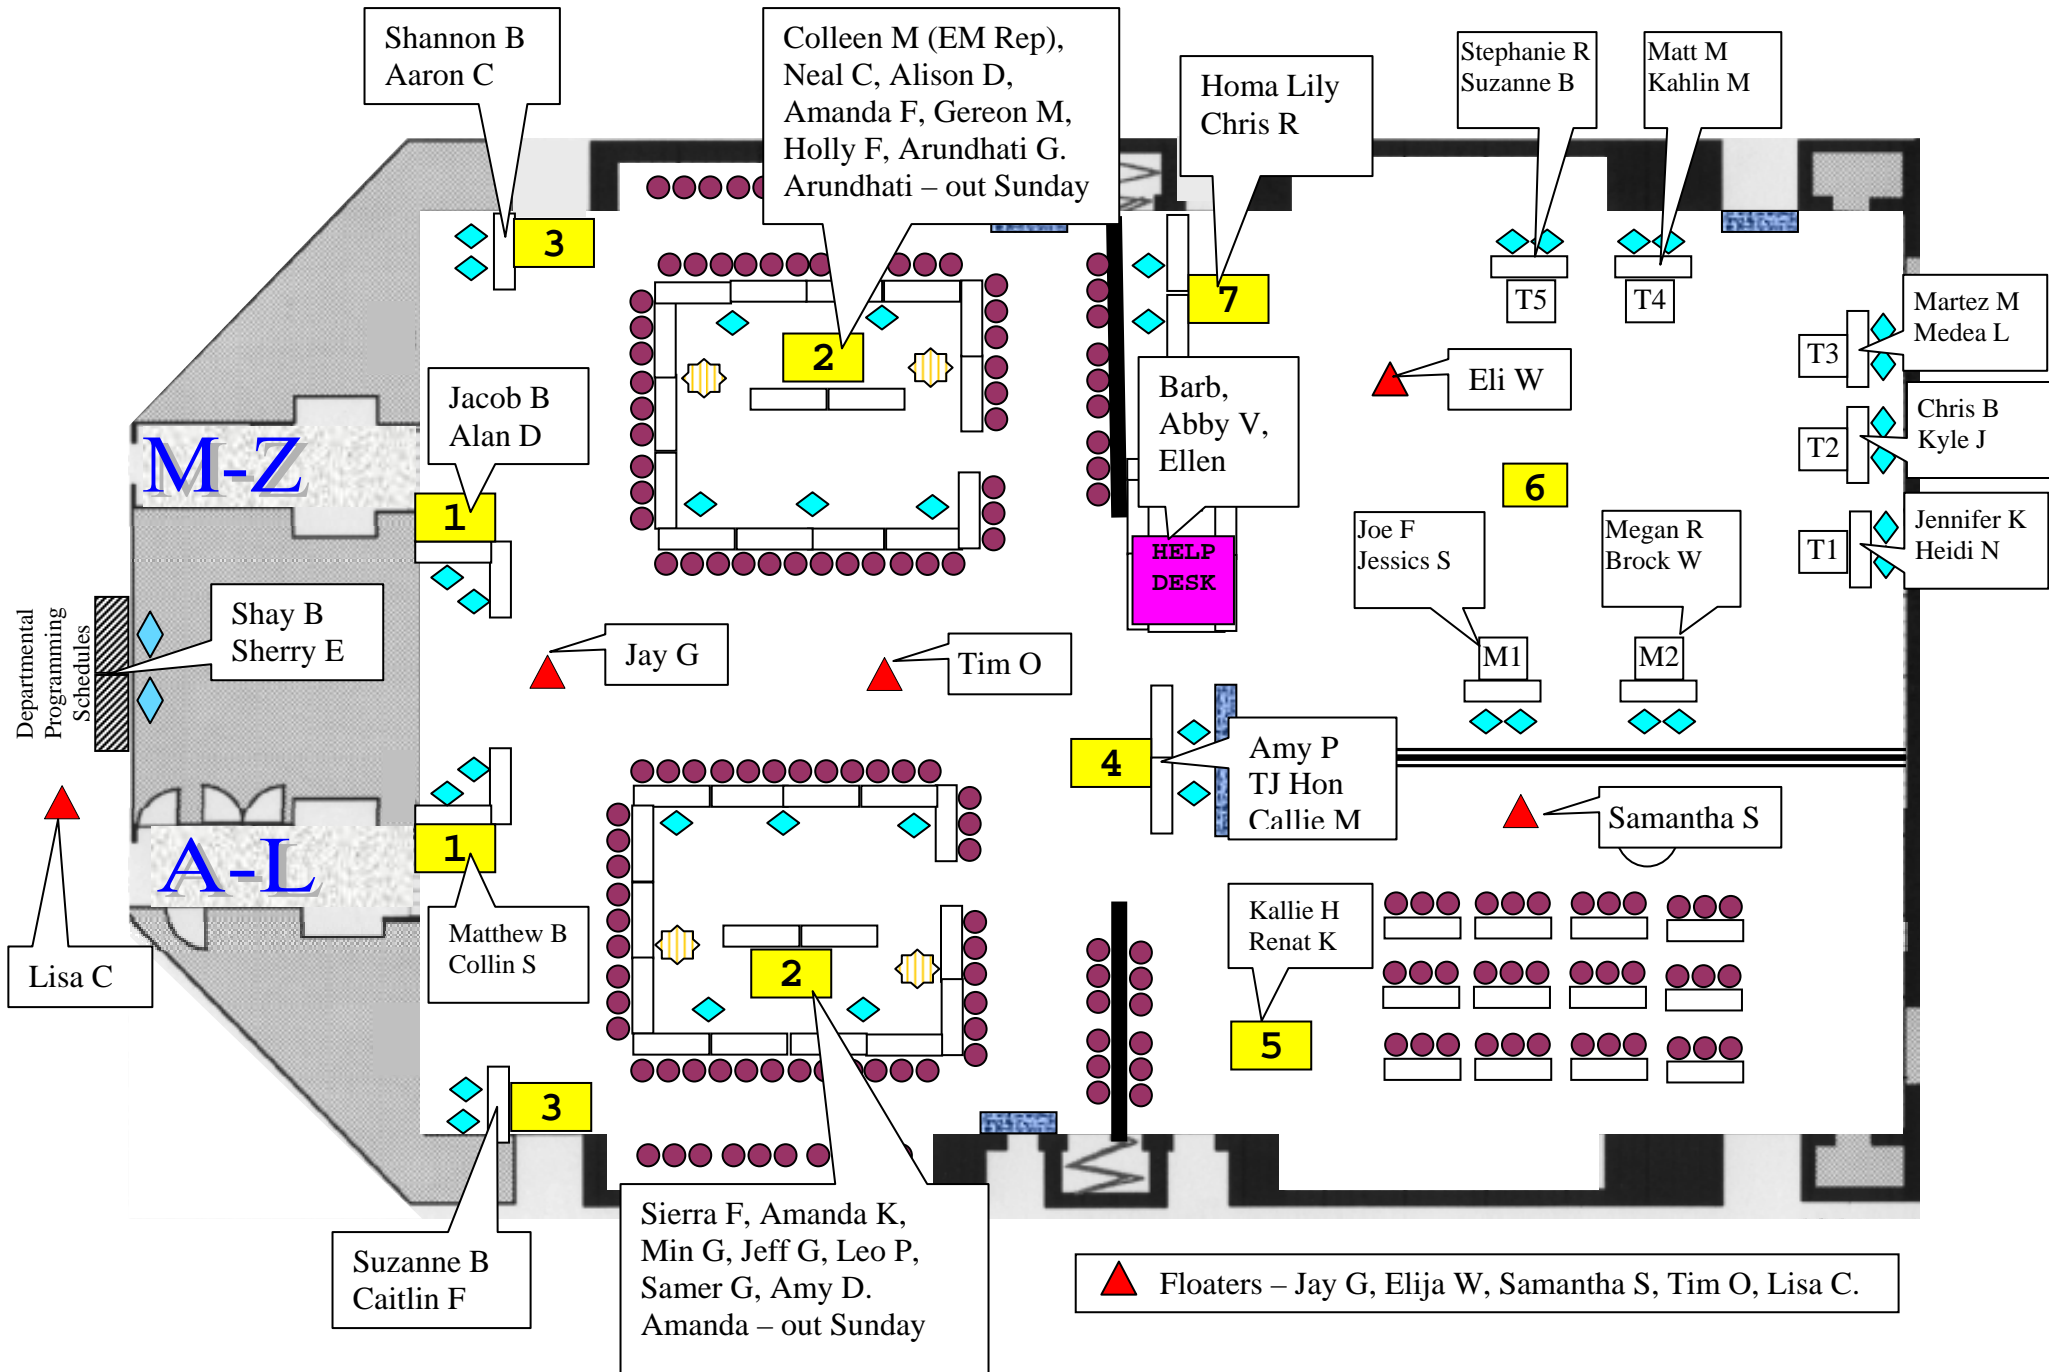 Shannon B
Aaron C
Colleen M (EM Rep),
Neal C, Alison D,
Amanda F, Gereon M,
Holly F, Arundhati G.
Arundhati – out Sunday
Homa Lily
Chris R
Stephanie R
Suzanne B
Matt M
Kahlin M
3
2
7
T5
T4
Martez M
Medea L
T3
Eli W
Jacob B
Alan D
Barb,
Abby V,
Ellen
Chris B
Kyle J
T2
M-Z
1
6
HELP
DESK
Joe F
Jessics S
Megan R
Brock W
Jennifer K
Heidi N
T1
Departmental
Programming
Schedules
Shay B
Sherry E
Jay G
Tim O
M1
M2
4
Amy P
TJ Hon
Callie M
Samantha S
A-L
1
Matthew B
Collin S
Lisa C
2
Kallie H
Renat K
5
3
Suzanne B
Caitlin F
Sierra F, Amanda K,
Min G, Jeff G, Leo P,
Samer G, Amy D.
Amanda – out Sunday
Floaters – Jay G, Elija W, Samantha S, Tim O, Lisa C.